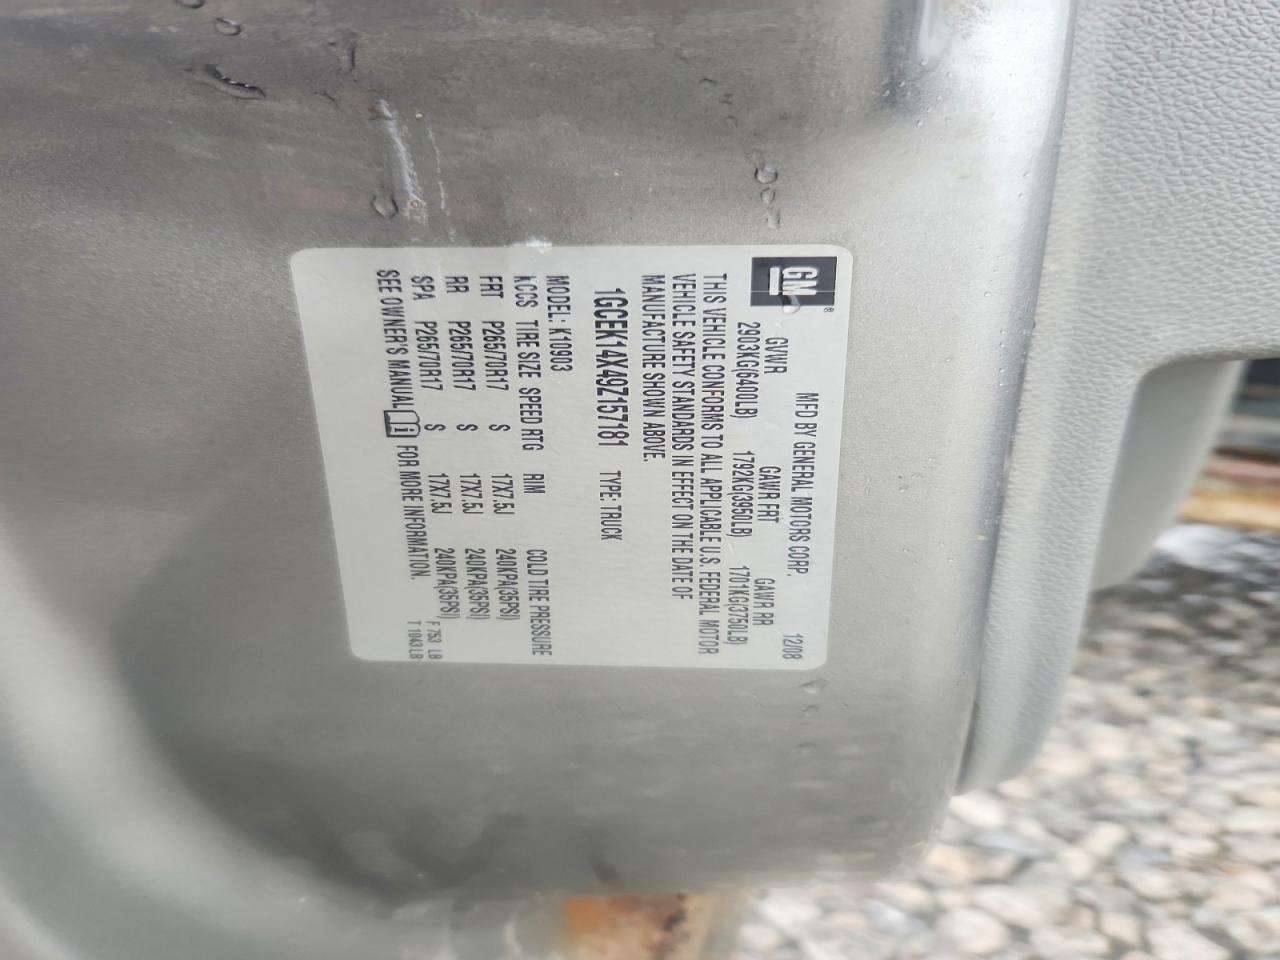 GM®
MFD BY GENERAL MOTORS CORP. 12/08
GVWR GAWR FRT GAWR RR
2903KG(6400LB) 1792KG(3950LB) 1701KG(3750LB)
THIS VEHICLE CONFORMS TO ALL APPLICABLE U.S. FEDERAL MOTOR
VEHICLE SAFETY STANDARDS IN EFFECT ON THE DATE OF
MANUFACTURE SHOWN ABOVE.
1GCEK14X49Z157181 TYPE: TRUCK
MODEL: K10903
ACCS TIRE SIZE SPEED RTG RIM COLD TIRE PRESSURE
FRT P265/70R17 S 17X7.5J 240KPA(35PSI)
RR P265/70R17 S 17X7.5J 240KPA(35PSI)
SPA P265/70R17 S 17X7.5J 240KPA(35PSI)
SEE OWNER'S MANUAL FOR MORE INFORMATION.
F 753 LB
T 1043 LB